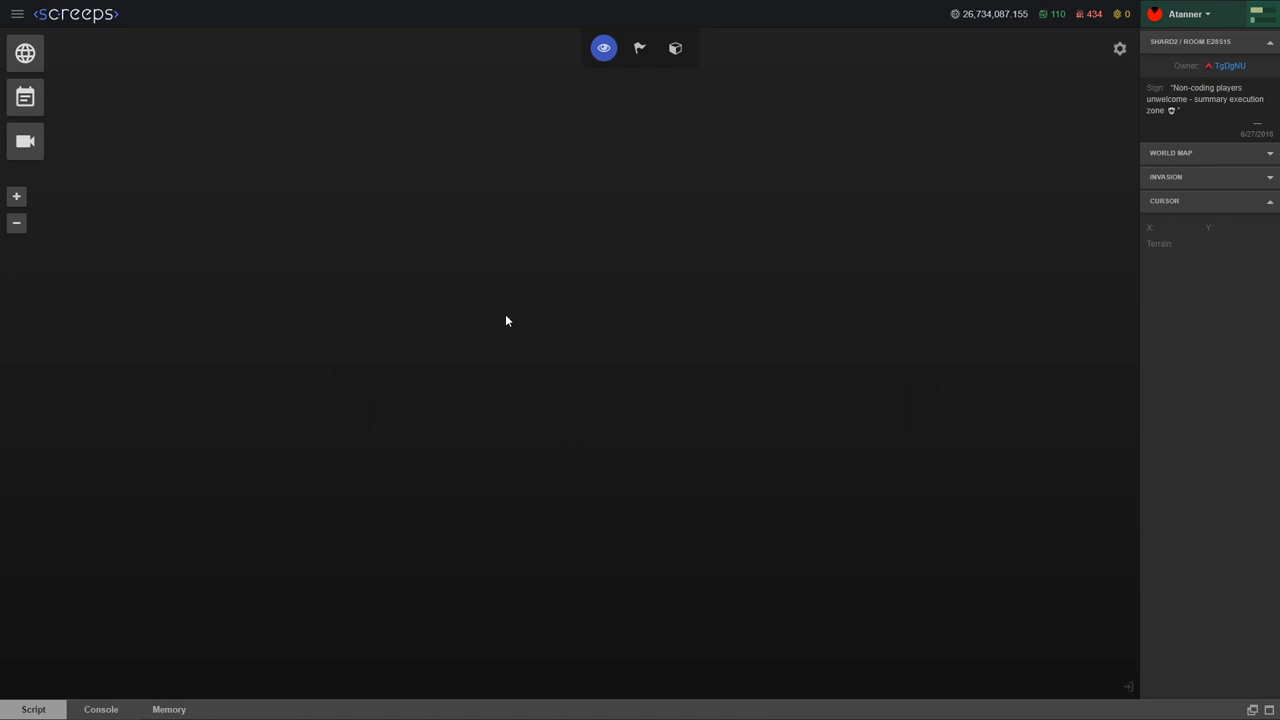 <screeps>
26,734,087.155 110 434 0 Atanner
SHARD2 / ROOM E28S15
Owner: TgDgNU
Sign: "Non-coding players
unwelcome - summary execution
zone "
—
6/27/2018
WORLD MAP
INVASION
CURSOR
X: Y:
Terrain:
Script Console Memory